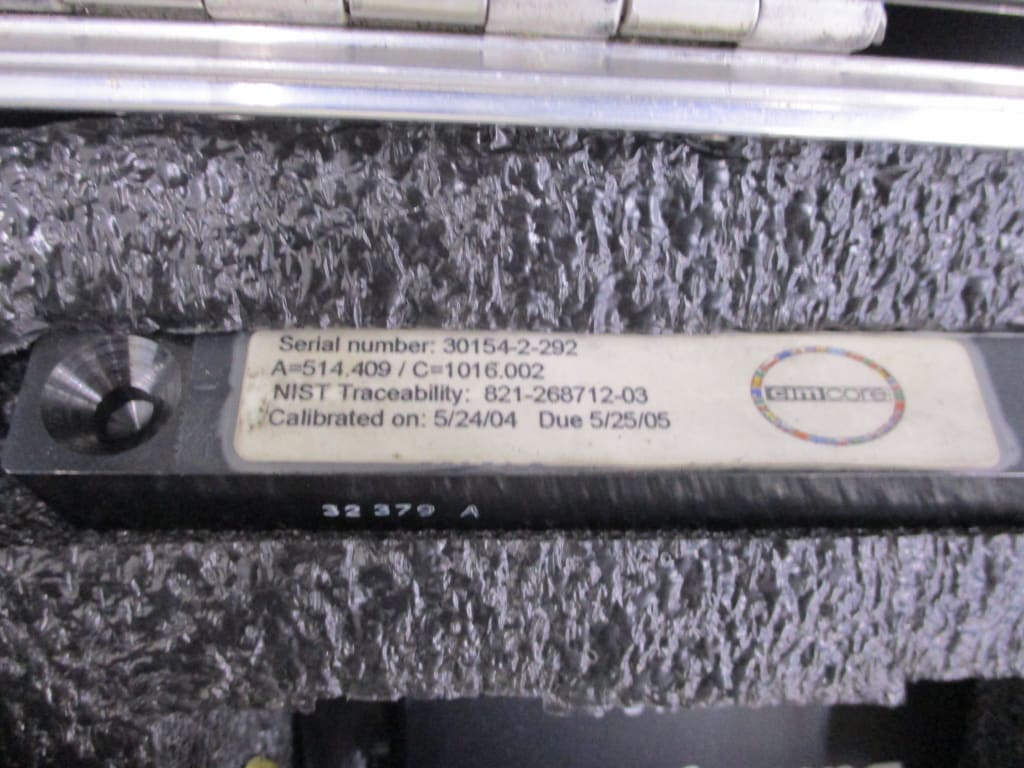 Serial number: 30154-2-292
A=514.409 / C=1016.002
NIST Traceability: 821-268712-03
Calibrated on: 5/24/04 Due 5/25/05
cimcore
32 379 A